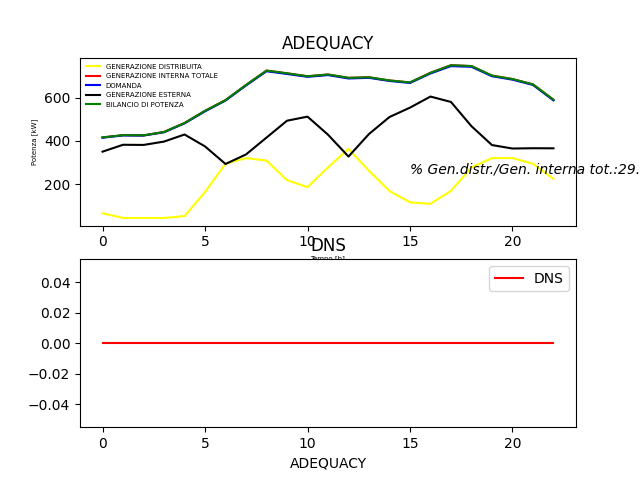 ADEQUACY
GENERAZIONE DISTRIBUITA
GENERAZIONE INTERNA TOTALE
DOMANDA
GENERAZIONE ESTERNA
BILANCIO DI POTENZA
Potenza [kW]
600
400
200
% Gen.distr./Gen. interna tot.:29.
0 5 10 15 20
Tempo [h]
DNS
DNS
0.04
0.02
0.00
−0.02
−0.04
0 5 10 15 20
ADEQUACY